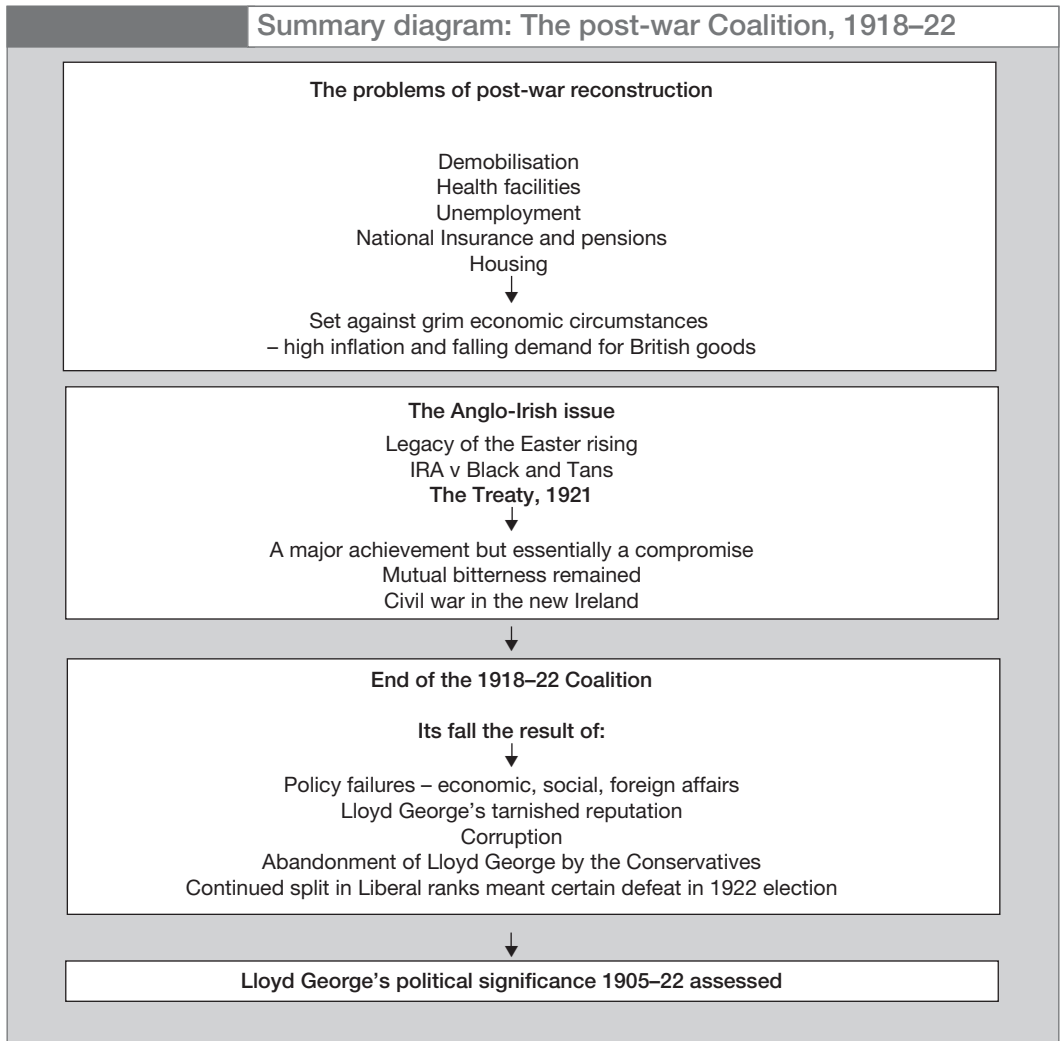 Summary diagram: The post-war Coalition, 1918–22
The problems of post-war reconstruction
Demobilisation
Health facilities
Unemployment
National Insurance and pensions
Housing
Set against grim economic circumstances
– high inflation and falling demand for British goods
The Anglo-Irish issue
Legacy of the Easter rising
IRA v Black and Tans
The Treaty, 1921
A major achievement but essentially a compromise
Mutual bitterness remained
Civil war in the new Ireland
End of the 1918–22 Coalition
Its fall the result of:
Policy failures – economic, social, foreign affairs
Lloyd George's tarnished reputation
Corruption
Abandonment of Lloyd George by the Conservatives
Continued split in Liberal ranks meant certain defeat in 1922 election
Lloyd George's political significance 1905–22 assessed